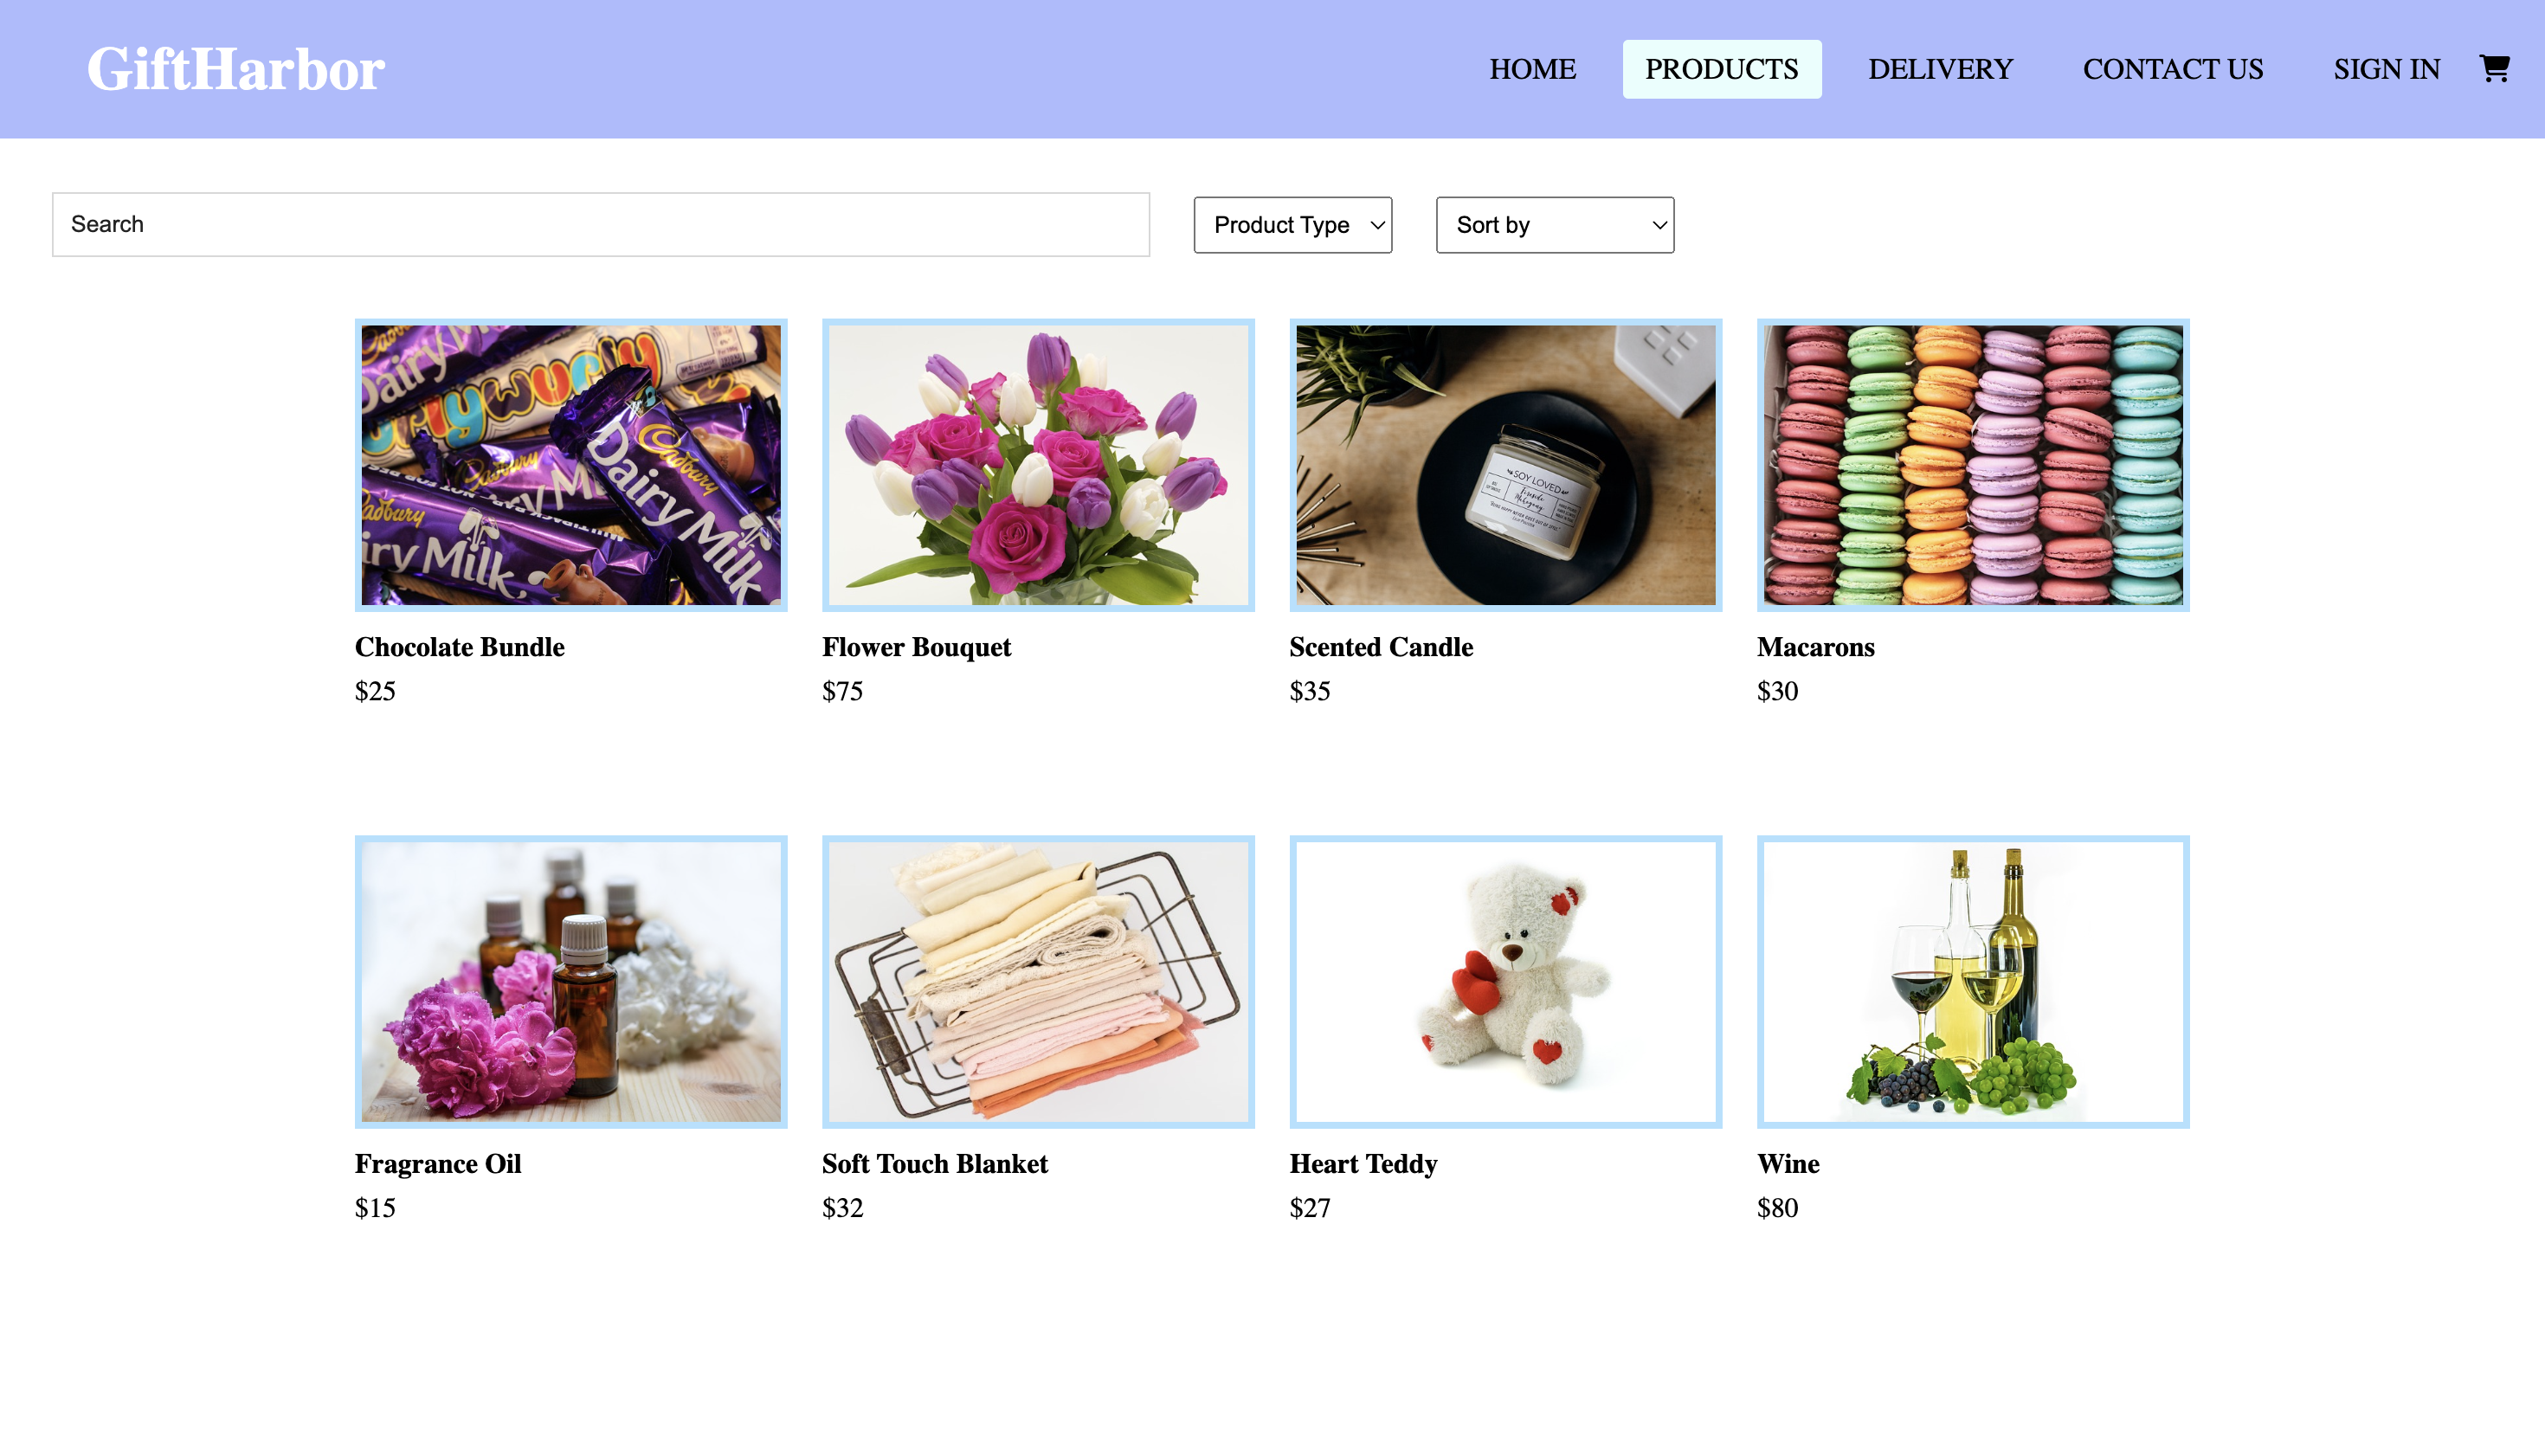 GiftHarbor
HOME PRODUCTS DELIVERY CONTACT US SIGN IN
Search
Product Type
Sort by
Dairy M
Cadbury
Dairy Milk
Cadbury
Cadbury
iry Milk
SOY LOVED
Chocolate Bundle
$25
Flower Bouquet
$75
Scented Candle
$35
Macarons
$30
Fragrance Oil
$15
Soft Touch Blanket
$32
Heart Teddy
$27
Wine
$80